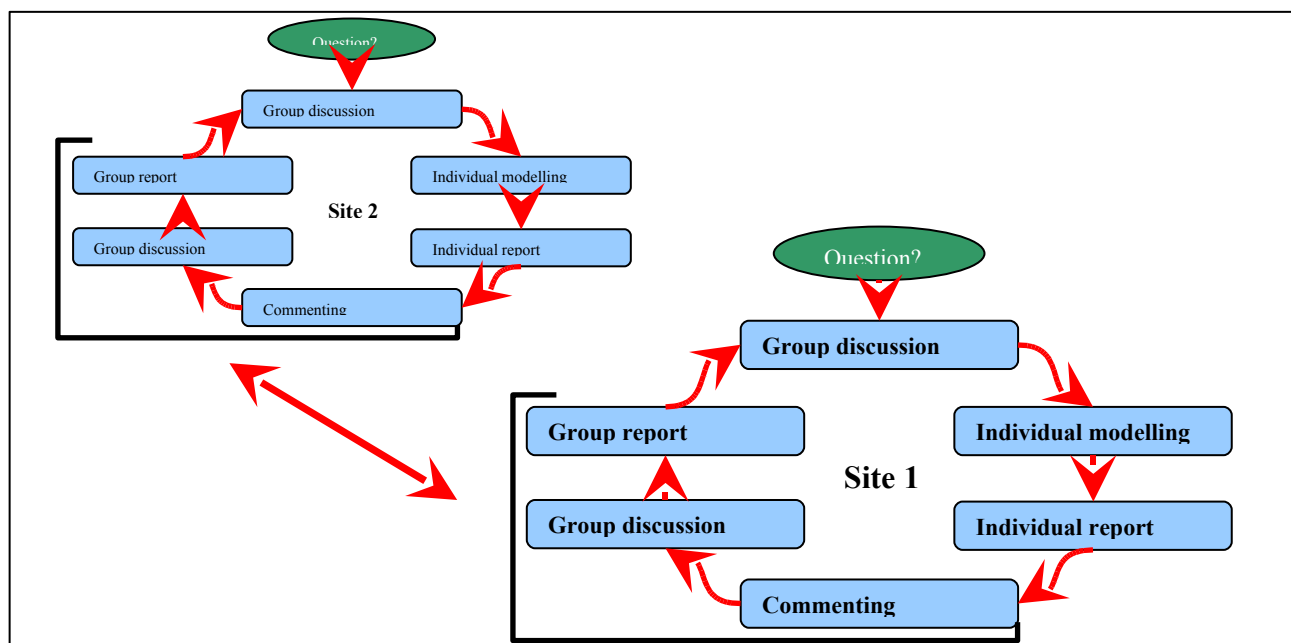 Question?
Group discussion
Group report
Individual modelling
Site 2
Group discussion
Individual report
Commenting
Question?
Group discussion
Group report
Individual modelling
Site 1
Group discussion
Individual report
Commenting